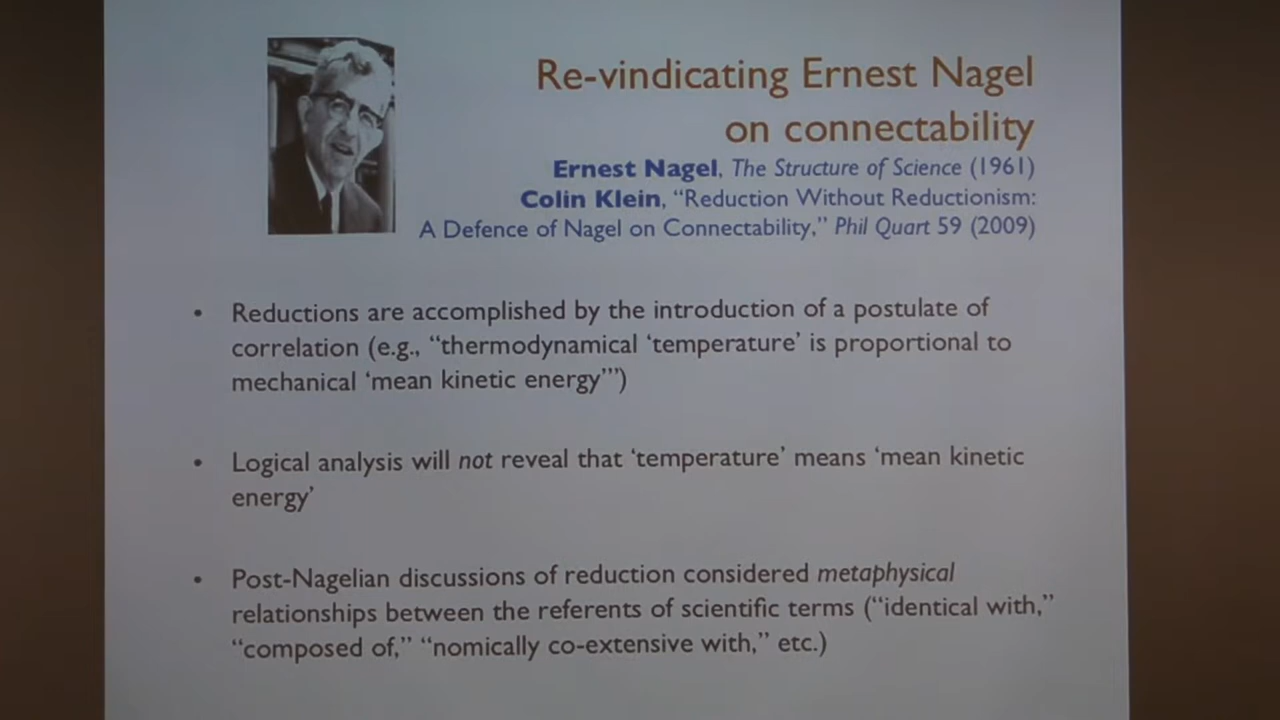 Re-vindicating Ernest Nagel
on connectability
Ernest Nagel, The Structure of Science (1961)
Colin Klein, “Reduction Without Reductionism:
A Defence of Nagel on Connectability,” Phil Quart 59 (2009)
• Reductions are accomplished by the introduction of a postulate of
correlation (e.g., “thermodynamical ‘temperature’ is proportional to
mechanical ‘mean kinetic energy’”)
• Logical analysis will not reveal that ‘temperature’ means ‘mean kinetic
energy’
• Post-Nagelian discussions of reduction considered metaphysical
relationships between the referents of scientific terms (“identical with,”
“composed of,” “nomically co-extensive with,” etc.)